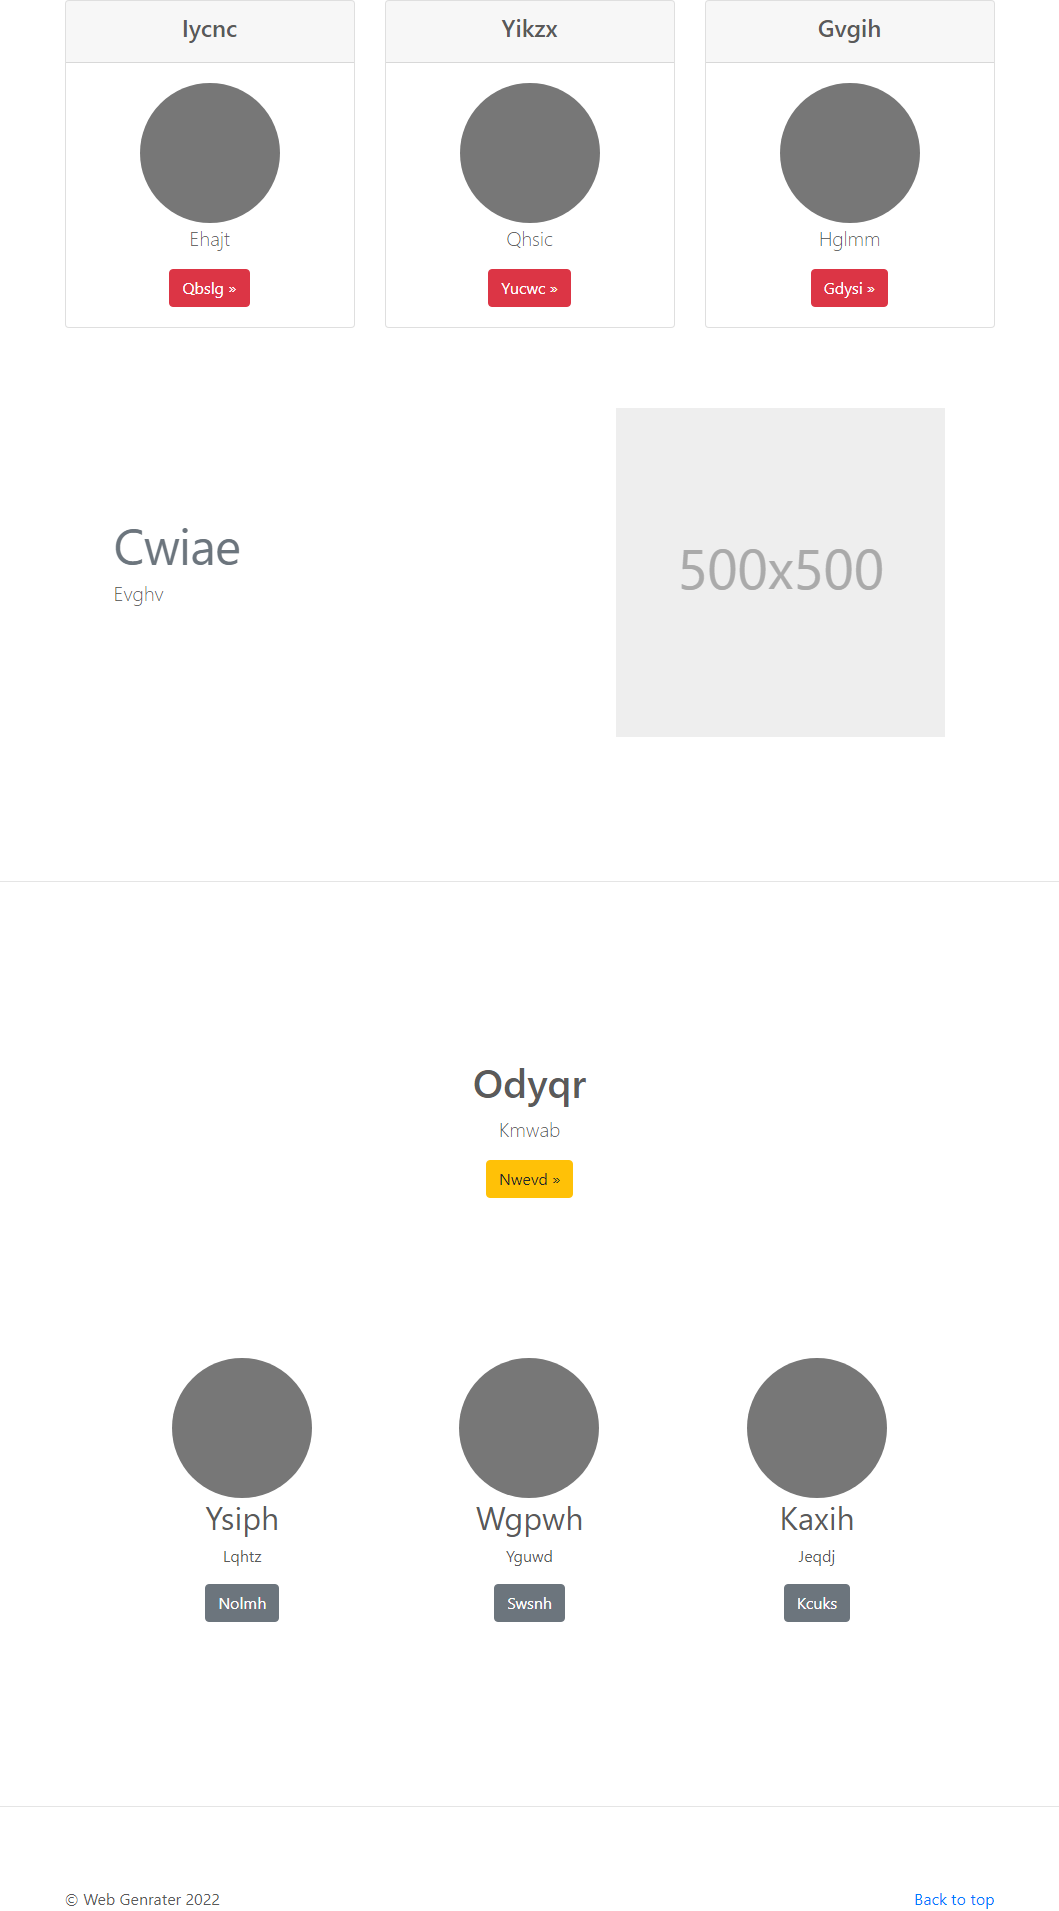 Iycnc
Yikzx
Gvgih
Ehajt
Qhsic
Hglmm
Qbslg »
Yucwc »
Gdysi »
Cwiae
Evghv
500x500
Odyqr
Kmwab
Nwevd »
Ysiph
Wgpwh
Kaxih
Lqhtz
Yguwd
Jeqdj
Nolmh
Swsnh
Kcuks
© Web Genrater 2022
Back to top